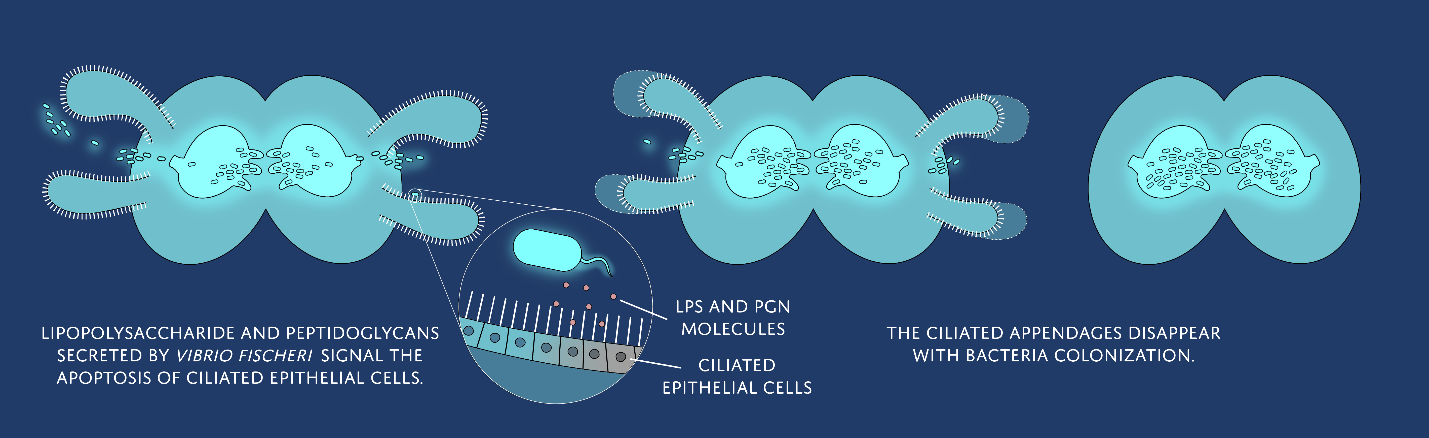 LIPOPOLYSACCHARIDE AND PEPTIDOGLYCANS
SECRETED BY VIBRIO FISCHERI SIGNAL THE
APOPTOSIS OF CILIATED EPITHELIAL CELLS.
LPS AND PGN
MOLECULES
CILIATED
EPITHELIAL CELLS
THE CILIATED APPENDAGES DISAPPEAR
WITH BACTERIA COLONIZATION.